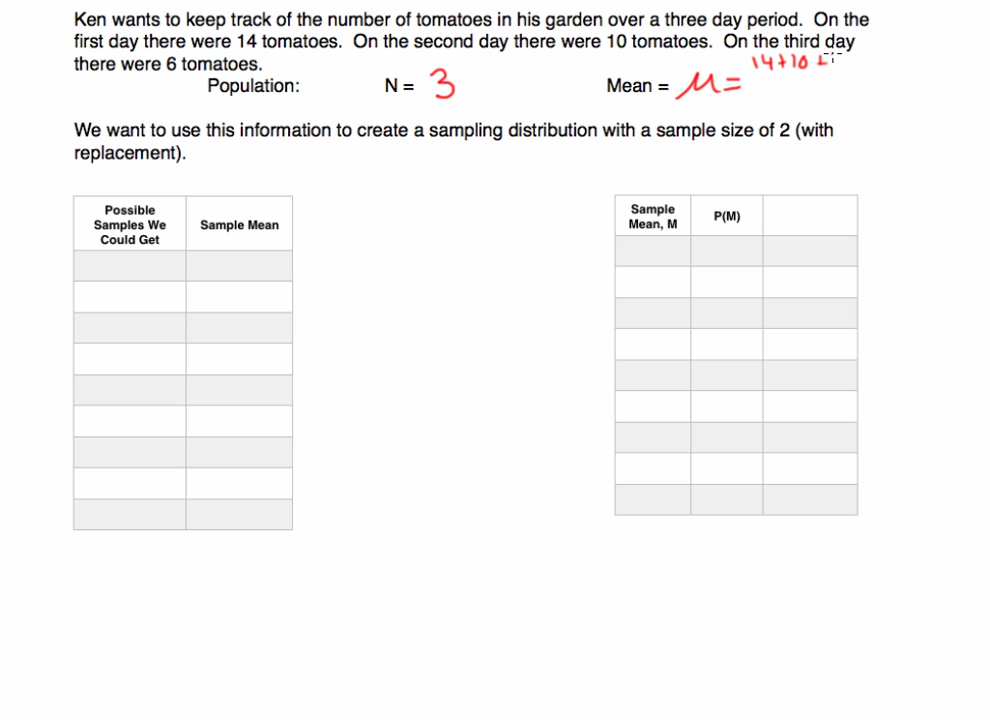 Ken wants to keep track of the number of tomatoes in his garden over a three day period. On the
first day there were 14 tomatoes. On the second day there were 10 tomatoes. On the third day
there were 6 tomatoes.
14+10
Population: N = 3 Mean = μ=
We want to use this information to create a sampling distribution with a sample size of 2 (with
replacement).
Possible
Samples We
Could Get
Sample Mean
Sample
Mean, M
P(M)